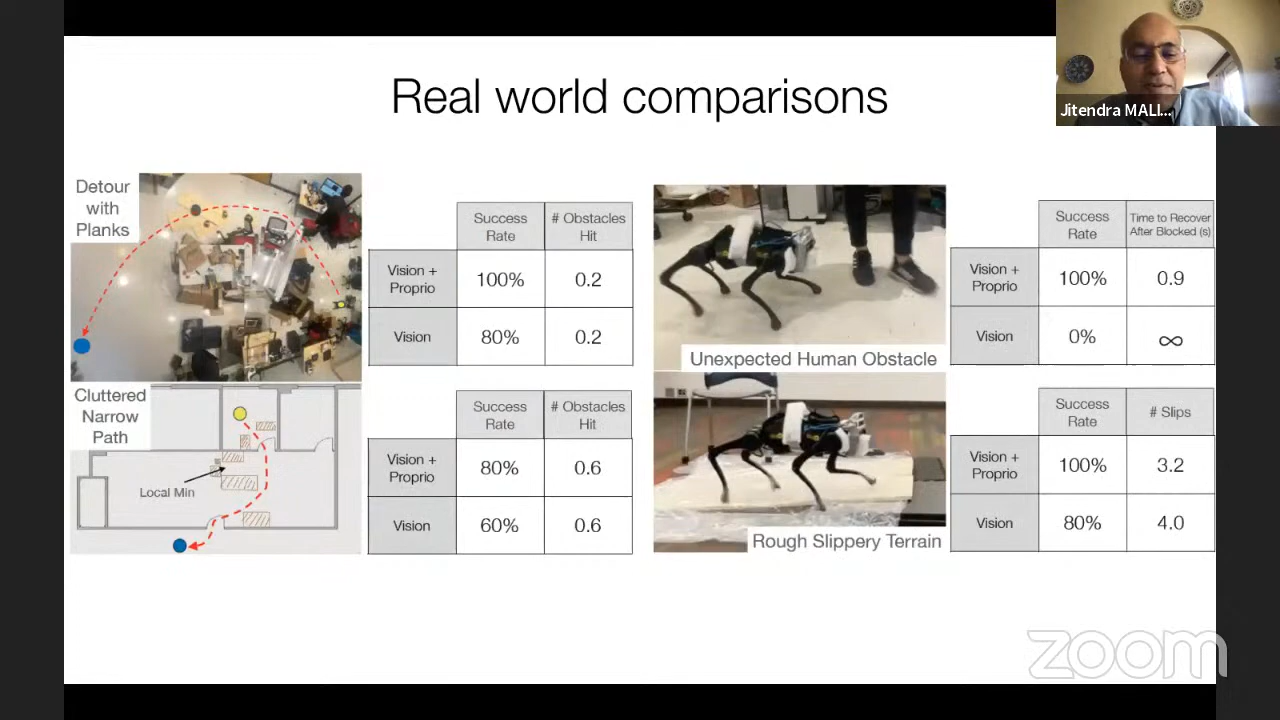 Real world comparisons
Jitendra MALI...
Detour
with
Planks
Success
Rate
# Obstacles
Hit
Vision +
Proprio
100%
0.2
Vision
80%
0.2
Cluttered
Narrow
Path
Local Min
Success
Rate
# Obstacles
Hit
Vision +
Proprio
80%
0.6
Vision
60%
0.6
Unexpected Human Obstacle
Success
Rate
Time to Recover
After Blocked (s)
Vision +
Proprio
100%
0.9
Vision
0%
∞
Rough Slippery Terrain
Success
Rate
# Slips
Vision +
Proprio
100%
3.2
Vision
80%
4.0
zoom